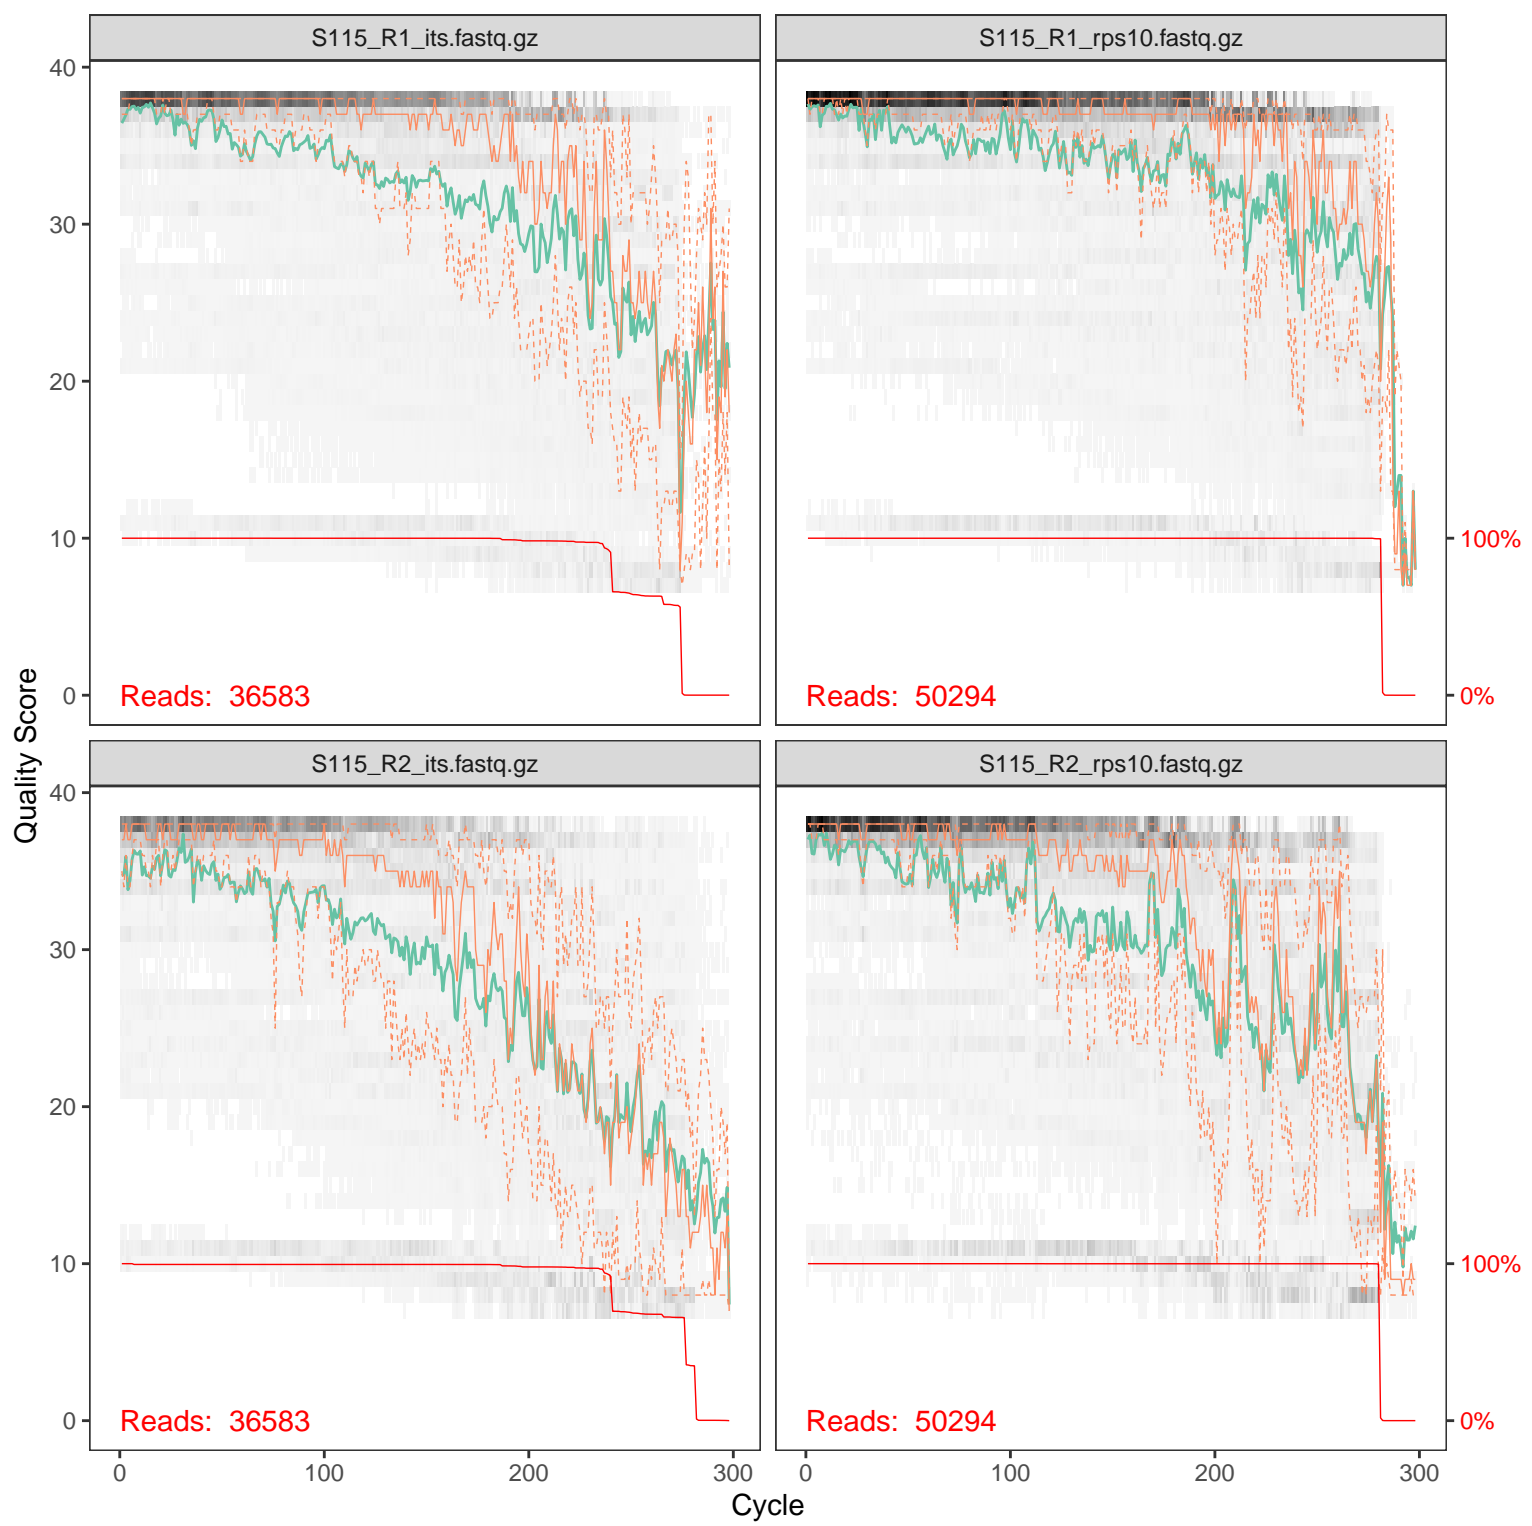 S115_R1_its.fastq.gz
S115_R1_rps10.fastq.gz
40
30
20
10
0
100%
0%
Reads: 36583
Reads: 50294
S115_R2_its.fastq.gz
S115_R2_rps10.fastq.gz
40
30
20
10
0
100%
0%
Reads: 36583
Reads: 50294
0
100
200
300
0
100
200
300
Cycle
Quality Score